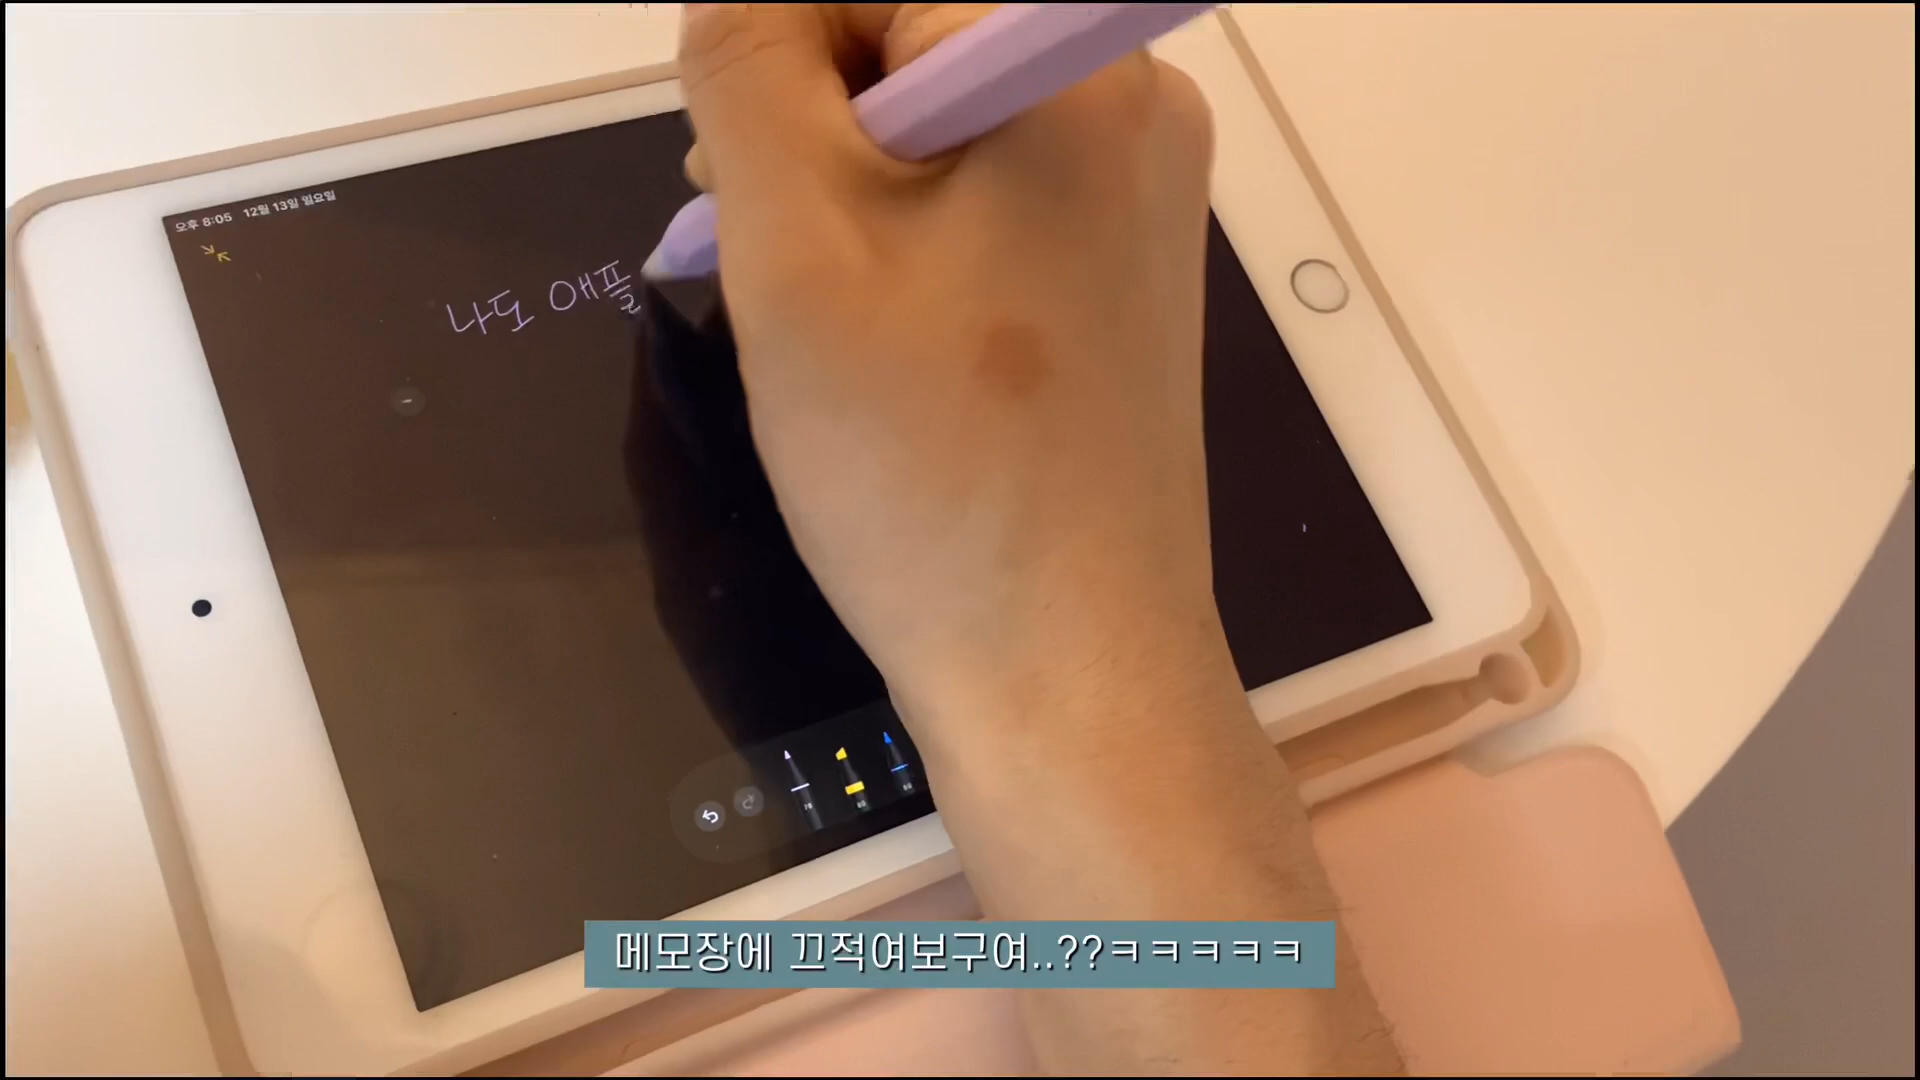 오후 8:05 12월 13일 일요일
나도 애플
메모장에 끄적여보구여..??ㅋㅋㅋㅋㅋ